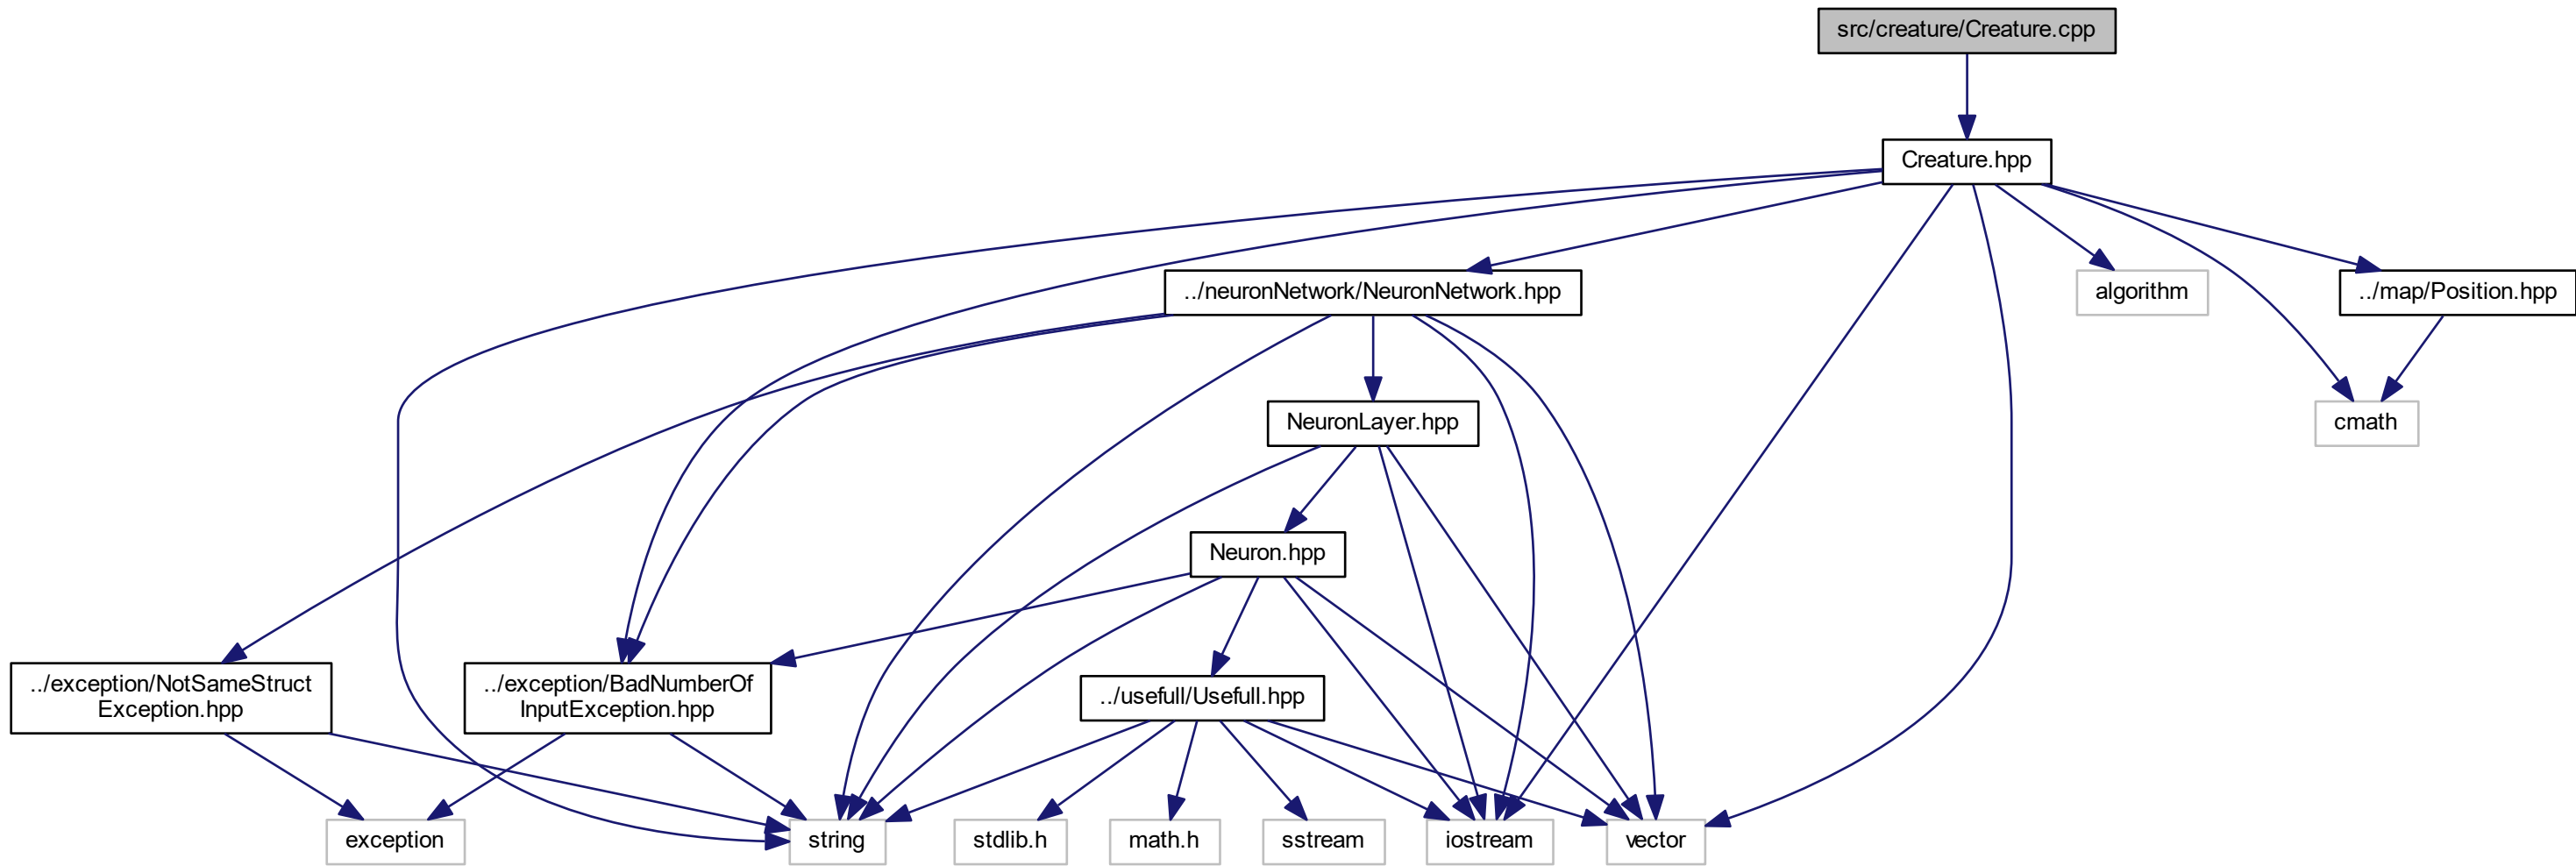 src/creature/Creature.cpp
Creature.hpp
../neuronNetwork/NeuronNetwork.hpp
algorithm
../map/Position.hpp
NeuronLayer.hpp
cmath
Neuron.hpp
../exception/NotSameStruct
Exception.hpp
../exception/BadNumberOf
InputException.hpp
../usefull/Usefull.hpp
exception
string
stdlib.h
math.h
sstream
iostream
vector